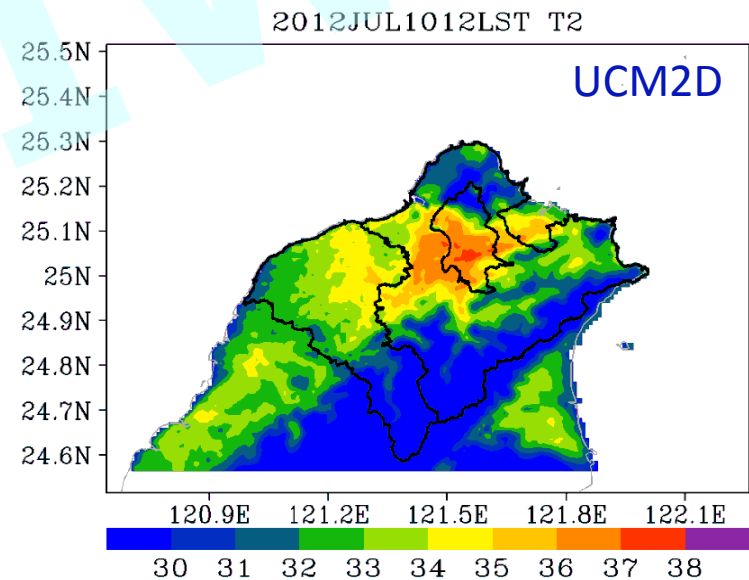 2012JUL1012LST T2
UCM2D
25.5N
25.4N
25.3N
25.2N
25.1N
25N
24.9N
24.8N
24.7N
24.6N
120.9E 121.2E 121.5E 121.8E 122.1E
30 31 32 33 34 35 36 37 38